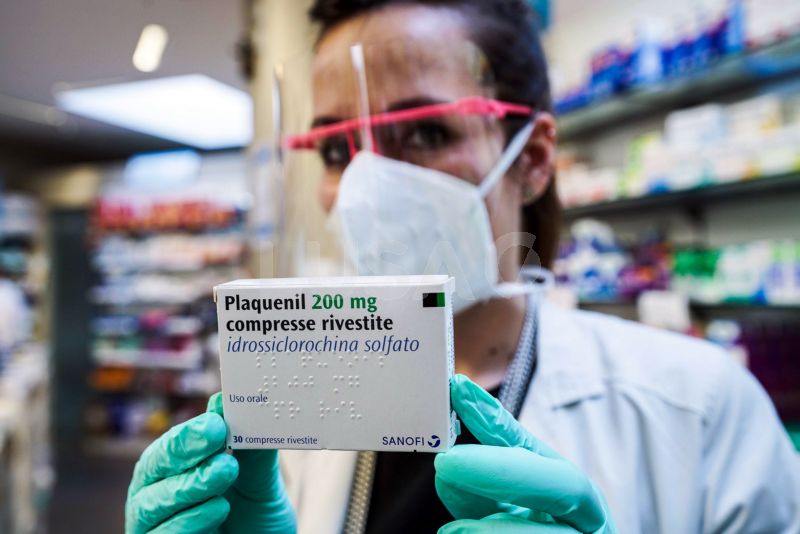 Plaquenil 200 mg
compresse rivestite
idrossiclorochina solfato
Uso orale
30 compresse rivestite
SANOFI